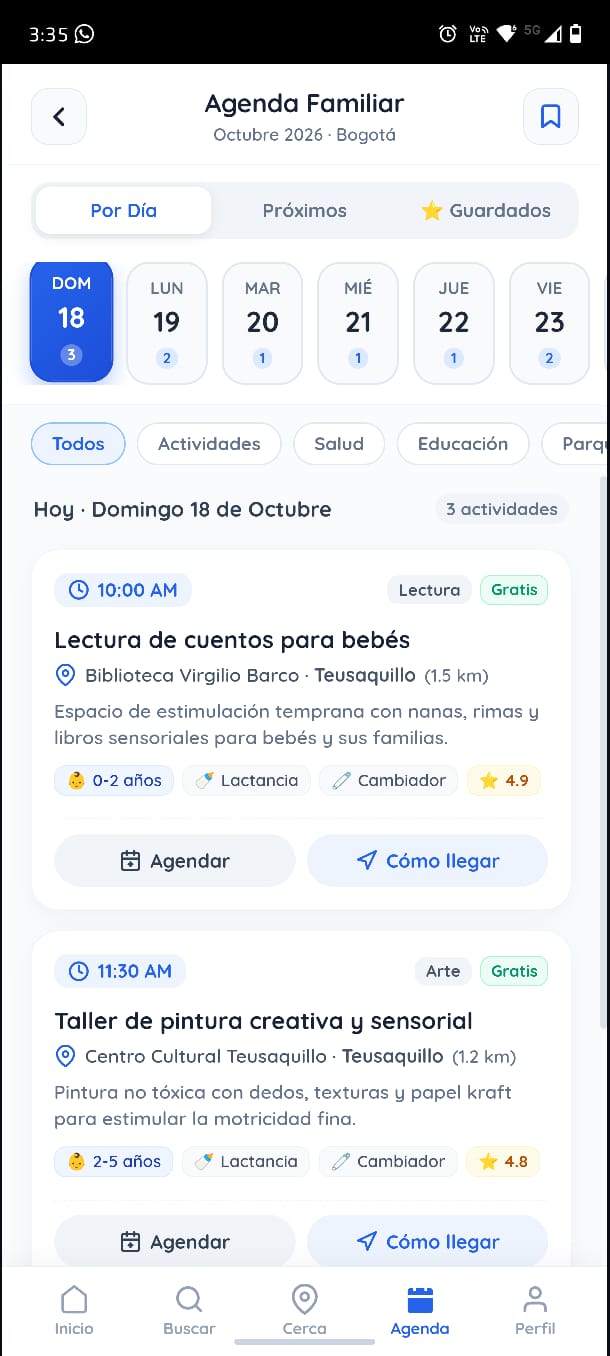 3:35
Vo LTE
5G
Agenda Familiar
Octubre 2026 · Bogotá
Por Día
Próximos
⭐ Guardados
DOM
18
3
LUN
19
2
MAR
20
1
MIÉ
21
1
JUE
22
1
VIE
23
2
Todos
Actividades
Salud
Educación
Parqu
Hoy · Domingo 18 de Octubre
3 actividades
10:00 AM
Lectura
Gratis
Lectura de cuentos para bebés
Biblioteca Virgilio Barco · Teusaquillo (1.5 km)
Espacio de estimulación temprana con nanas, rimas y
libros sensoriales para bebés y sus familias.
👶 0-2 años
🍼 Lactancia
🧷 Cambiador
⭐ 4.9
Agendar
Cómo llegar
11:30 AM
Arte
Gratis
Taller de pintura creativa y sensorial
Centro Cultural Teusaquillo · Teusaquillo (1.2 km)
Pintura no tóxica con dedos, texturas y papel kraft
para estimular la motricidad fina.
👶 2-5 años
🍼 Lactancia
🧷 Cambiador
⭐ 4.8
Agendar
Cómo llegar
Inicio
Buscar
Cerca
Agenda
Perfil